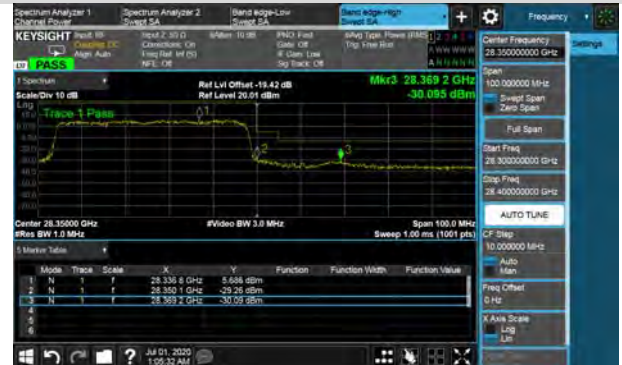 Spectrum Analyzer 1
Channel Power
Spectrum Analyzer 2
Swept SA
Band edge-Low
Swept SA
Band edge-High
Swept SA
Frequency
Settings
KEYSIGHT Input: RF
Coupling: DC
Align: Auto
Input Z: 50 Ω
Corrections: On
Freq Ref: Int (S)
NFE: Off
#Atten: 10 dB
PNO: Fast
Gate: Off
IF Gain: Low
Sig Track: Off
#Avg Type: Power (RMS)
Trig: Free Run
PASS
1 Spectrum
Scale/Div 10 dB
Ref Lvl Offset -19.42 dB
Ref Level 20.01 dBm
Mkr3 28.369 2 GHz
-30.095 dBm
Log
Trace 1 Pass
1
2
3
Center 28.35000 GHz
#Res BW 1.0 MHz
#Video BW 3.0 MHz
Span 100.0 MHz
Sweep 1.00 ms (1001 pts)
5 Marker Table
Mode Trace Scale X Y Function Function Width Function Value
1 N 1 f 28.336 8 GHz 5.686 dBm
2 N 1 f 28.350 1 GHz -29.26 dBm
3 N 1 f 28.369 2 GHz -30.09 dBm
4
5
6
Jul 01, 2020
1:05:32 AM
Center Frequency
28.350000000 GHz
Span
100.000000 MHz
Swept Span
Zero Span
Full Span
Start Freq
28.300000000 GHz
Stop Freq
28.400000000 GHz
AUTO TUNE
CF Step
10.000000 MHz
Auto
Man
Freq Offset
0 Hz
X Axis Scale
Log
Lin